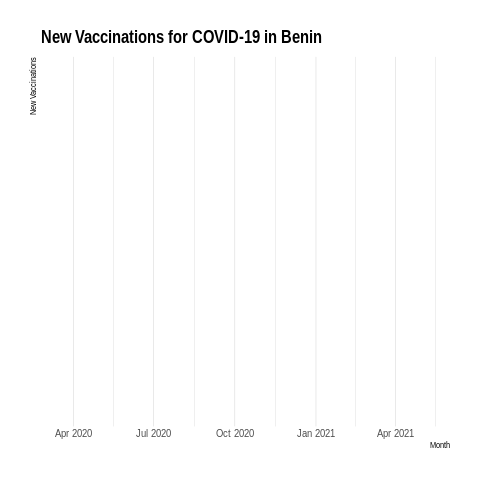 New Vaccinations for COVID-19 in Benin
New Vaccinations
Apr 2020
Jul 2020
Oct 2020
Jan 2021
Apr 2021
Month